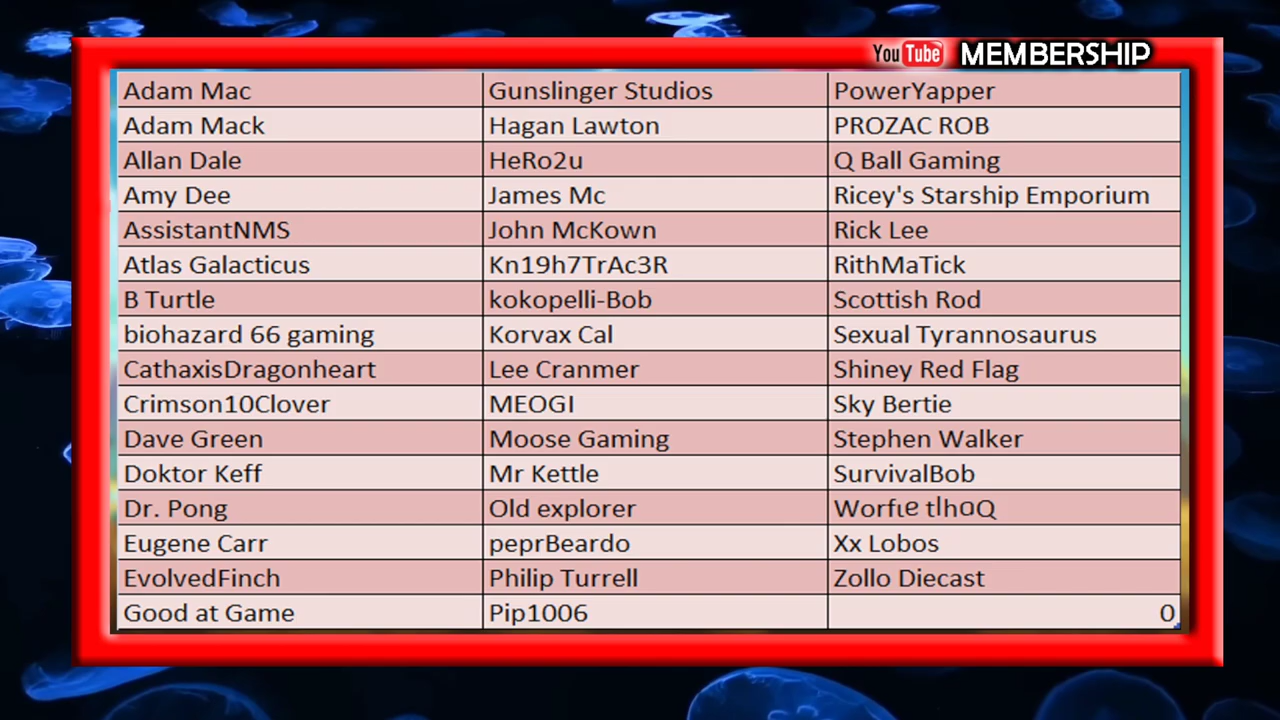 YouTube MEMBERSHIP
Adam Mac Gunslinger Studios PowerYapper
Adam Mack Hagan Lawton PROZAC ROB
Allan Dale HeRo2u Q Ball Gaming
Amy Dee James Mc Ricey's Starship Emporium
AssistantNMS John McKown Rick Lee
Atlas Galacticus Kn19h7TrAc3R RithMaTick
B Turtle kokopelli-Bob Scottish Rod
biohazard 66 gaming Korvax Cal Sexual Tyrannosaurus
CathaxisDragonheart Lee Cranmer Shiney Red Flag
Crimson10Clover MEOGI Sky Bertie
Dave Green Moose Gaming Stephen Walker
Doktor Keff Mr Kettle SurvivalBob
Dr. Pong Old explorer Worfιҽ tlhσQ
Eugene Carr peprBeardo Xx Lobos
EvolvedFinch Philip Turrell Zollo Diecast
Good at Game Pip1006 0